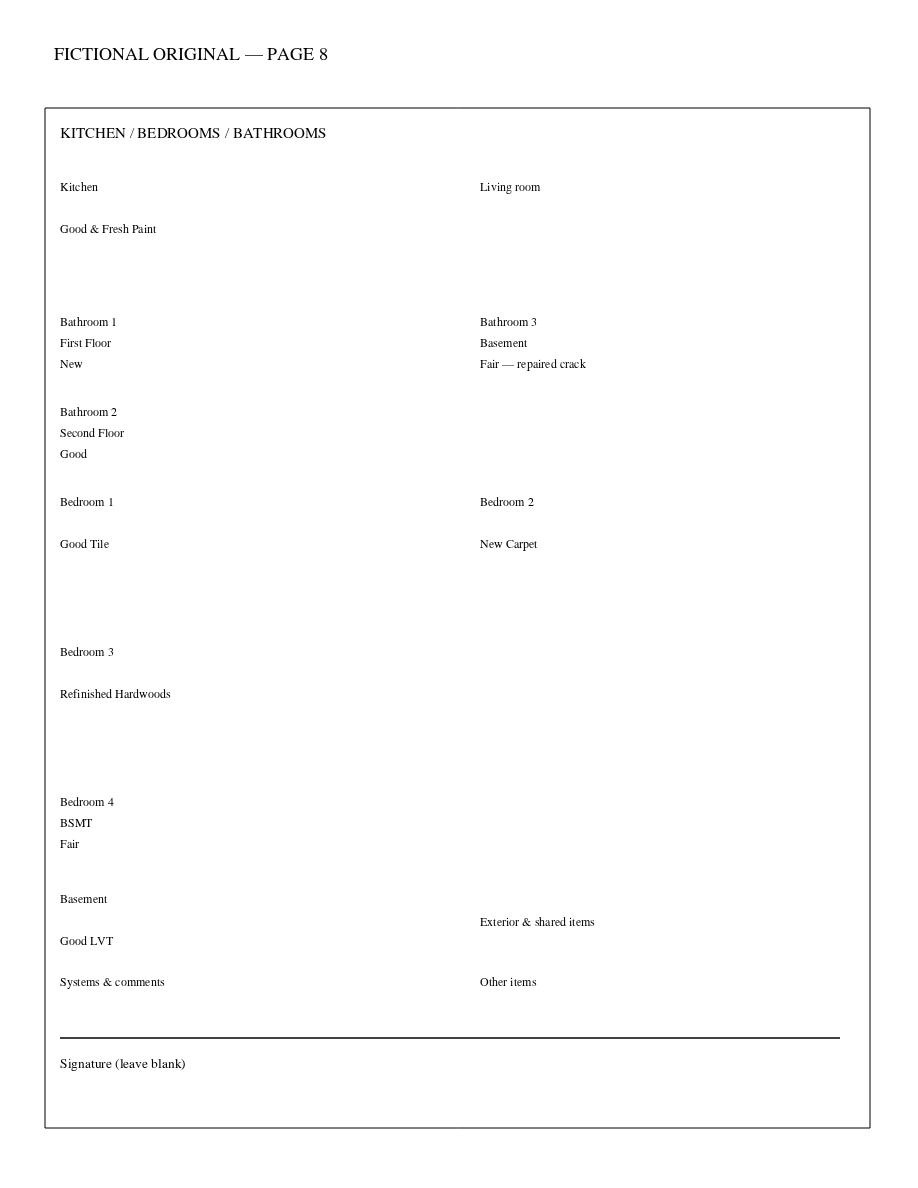 FICTIONAL ORIGINAL — PAGE 8
KITCHEN / BEDROOMS / BATHROOMS
Kitchen
Living room
Good & Fresh Paint
Bathroom 1
First Floor
New
Bathroom 3
Basement
Fair — repaired crack
Bathroom 2
Second Floor
Good
Bedroom 1
Good Tile
Bedroom 2
New Carpet
Bedroom 3
Refinished Hardwoods
Bedroom 4
BSMT
Fair
Basement
Good LVT
Exterior & shared items
Systems & comments
Other items
Signature (leave blank)